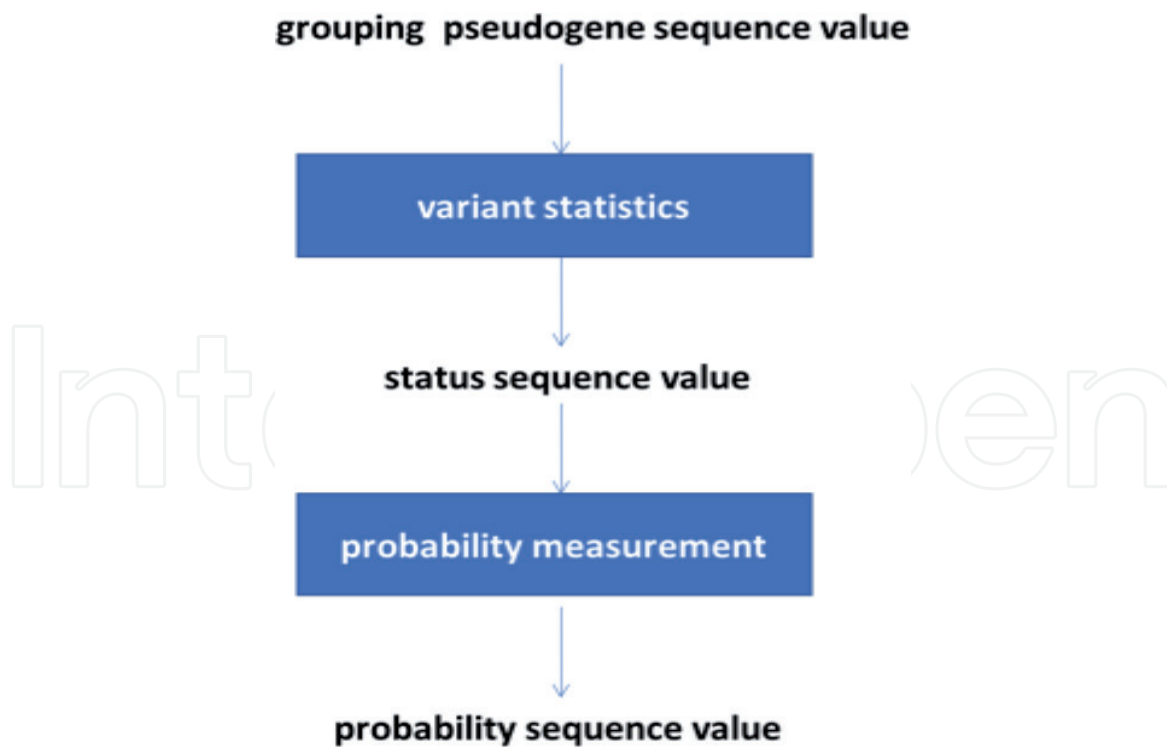 grouping pseudogene sequence value
variant statistics
status sequence value
probability measurement
probability sequence value